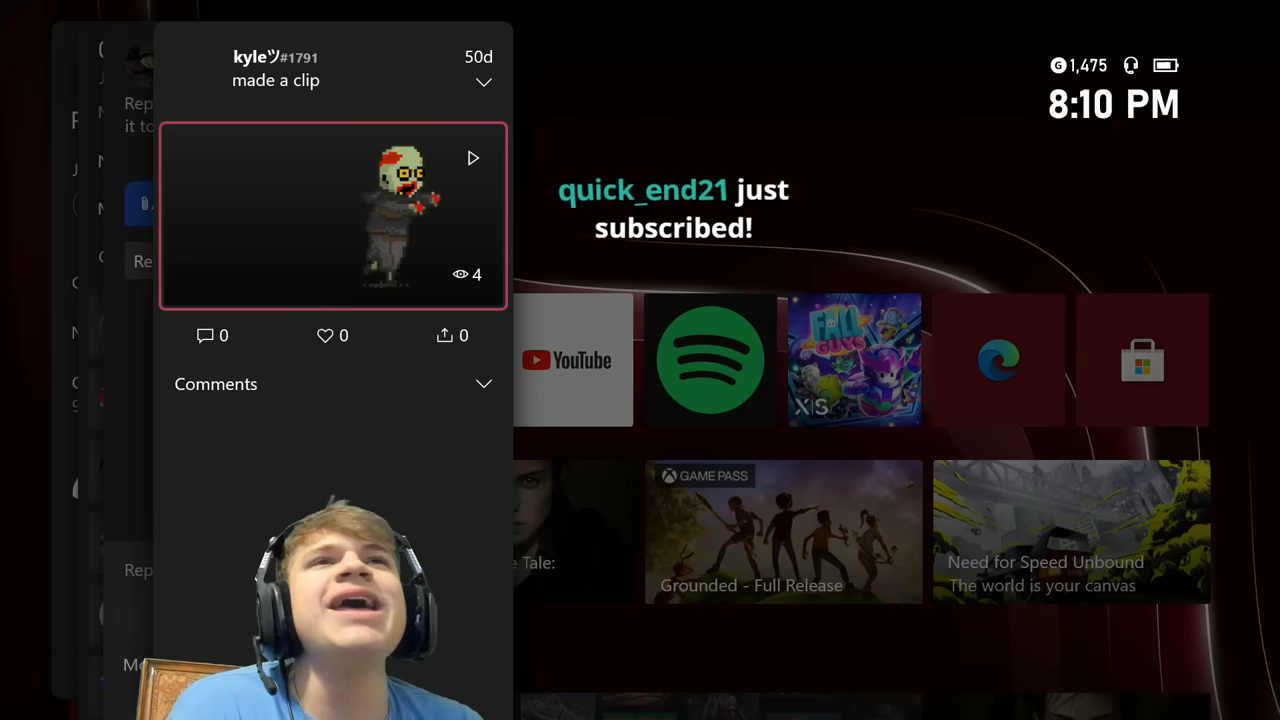 kyleツ#1791
50d
made a clip
4
0
0
0
Comments
Rep
it to
Re
Rep
1,475
8:10 PM
quick_end21 just
subscribed!
YouTube
FALL
GUYS
X|S
GAME PASS
e Tale:
Grounded - Full Release
Need for Speed Unbound
The world is your canvas